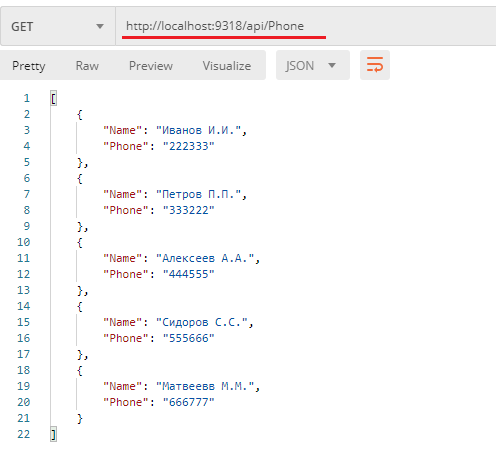 GET http://localhost:9318/api/Phone
Pretty Raw Preview Visualize JSON
1 [
2 {
3 "Name": "Иванов И.И.",
4 "Phone": "222333"
5 },
6 {
7 "Name": "Петров П.П.",
8 "Phone": "333222"
9 },
10 {
11 "Name": "Алексеев А.А.",
12 "Phone": "444555"
13 },
14 {
15 "Name": "Сидоров С.С.",
16 "Phone": "555666"
17 },
18 {
19 "Name": "Матвеевв М.М.",
20 "Phone": "666777"
21 }
22 ]